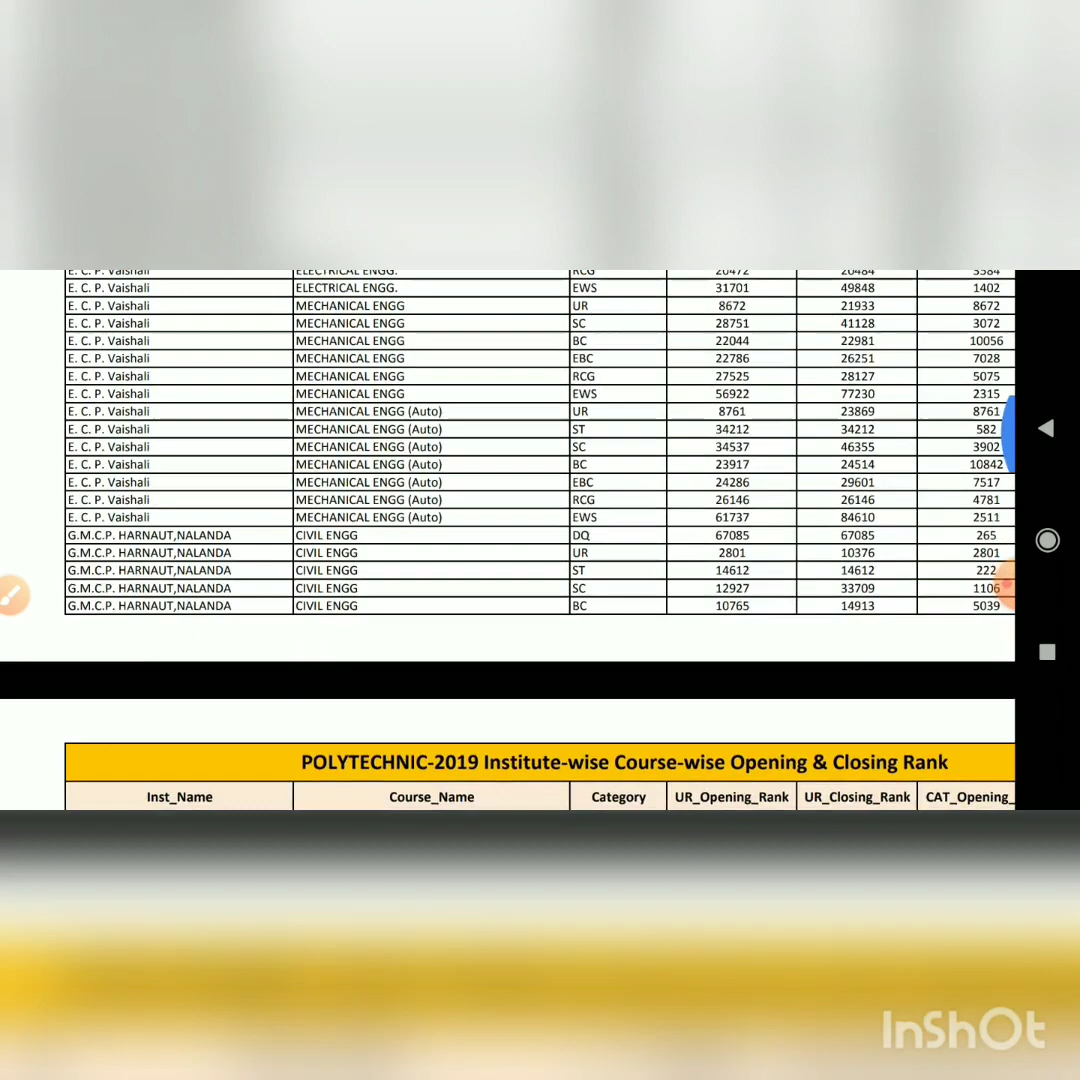 E. C. P. Vaishali ELECTRICAL ENGG. RCG 20472 20484 3584
E. C. P. Vaishali ELECTRICAL ENGG. EWS 31701 49848 1402
E. C. P. Vaishali MECHANICAL ENGG UR 8672 21933 8672
E. C. P. Vaishali MECHANICAL ENGG SC 28751 41128 3072
E. C. P. Vaishali MECHANICAL ENGG BC 22044 22981 10056
E. C. P. Vaishali MECHANICAL ENGG EBC 22786 26251 7028
E. C. P. Vaishali MECHANICAL ENGG RCG 27525 28127 5075
E. C. P. Vaishali MECHANICAL ENGG EWS 56922 77230 2315
E. C. P. Vaishali MECHANICAL ENGG (Auto) UR 8761 23869 8761
E. C. P. Vaishali MECHANICAL ENGG (Auto) ST 34212 34212 582
E. C. P. Vaishali MECHANICAL ENGG (Auto) SC 34537 46355 3902
E. C. P. Vaishali MECHANICAL ENGG (Auto) BC 23917 24514 10842
E. C. P. Vaishali MECHANICAL ENGG (Auto) EBC 24286 29601 7517
E. C. P. Vaishali MECHANICAL ENGG (Auto) RCG 26146 26146 4781
E. C. P. Vaishali MECHANICAL ENGG (Auto) EWS 61737 84610 2511
G.M.C.P. HARNAUT,NALANDA CIVIL ENGG DQ 67085 67085 265
G.M.C.P. HARNAUT,NALANDA CIVIL ENGG UR 2801 10376 2801
G.M.C.P. HARNAUT,NALANDA CIVIL ENGG ST 14612 14612 222
G.M.C.P. HARNAUT,NALANDA CIVIL ENGG SC 12927 33709 1106
G.M.C.P. HARNAUT,NALANDA CIVIL ENGG BC 10765 14913 5039
POLYTECHNIC-2019 Institute-wise Course-wise Opening & Closing Rank
Inst_Name Course_Name Category UR_Opening_Rank UR_Closing_Rank CAT_Opening_
InShOt